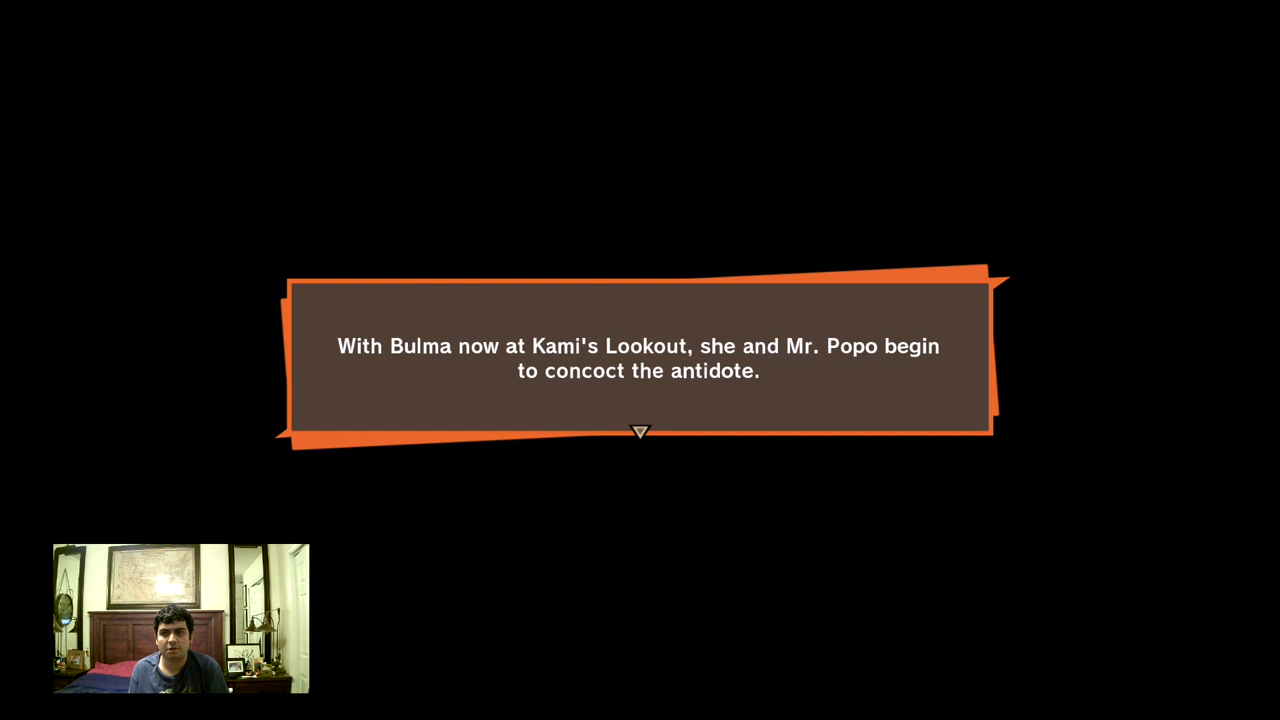 With Bulma now at Kami's Lookout, she and Mr. Popo begin
to concoct the antidote.